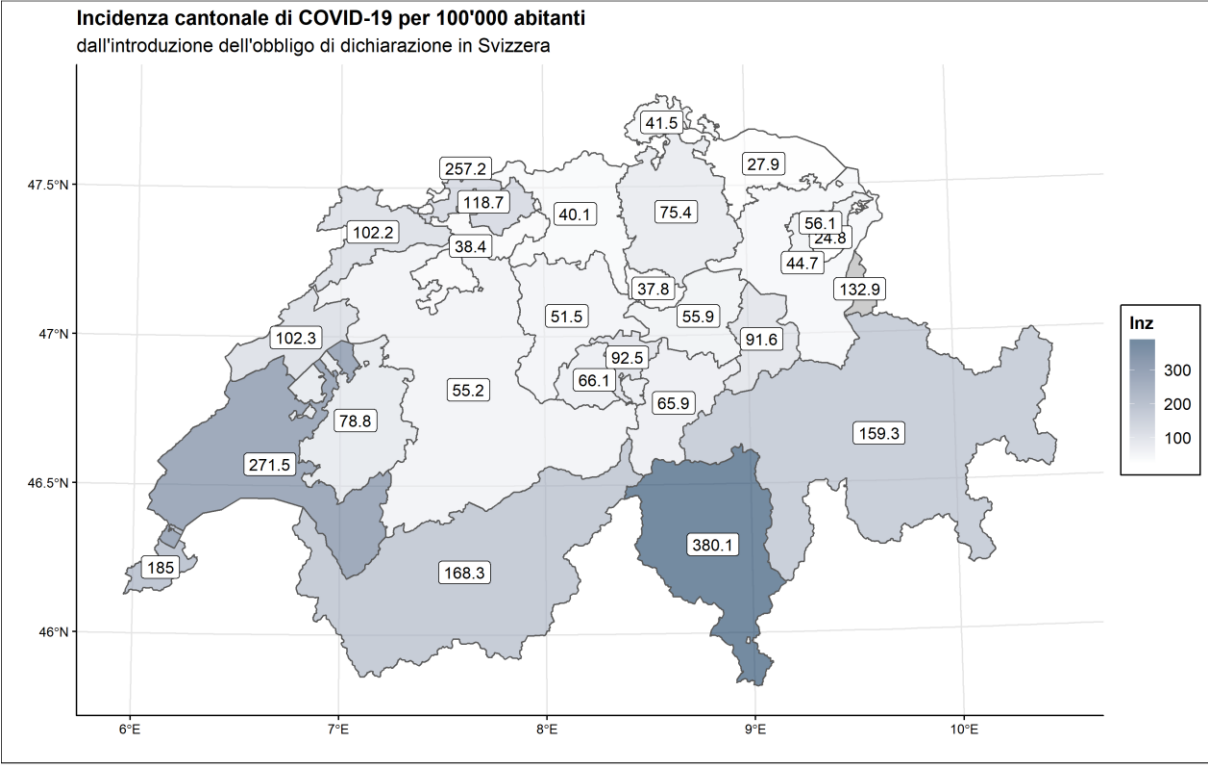 Incidenza cantonale di COVID-19 per 100'000 abitanti
dall'introduzione dell'obbligo di dichiarazione in Svizzera
41.5
27.9
257.2
118.7
40.1
75.4
56.1
24.8
102.2
38.4
44.7
37.8
132.9
51.5
55.9
102.3
91.6
92.5
66.1
55.2
65.9
78.8
159.3
271.5
380.1
185
168.3
47.5°N
47°N
46.5°N
46°N
6°E
7°E
8°E
9°E
10°E
Inz
300
200
100